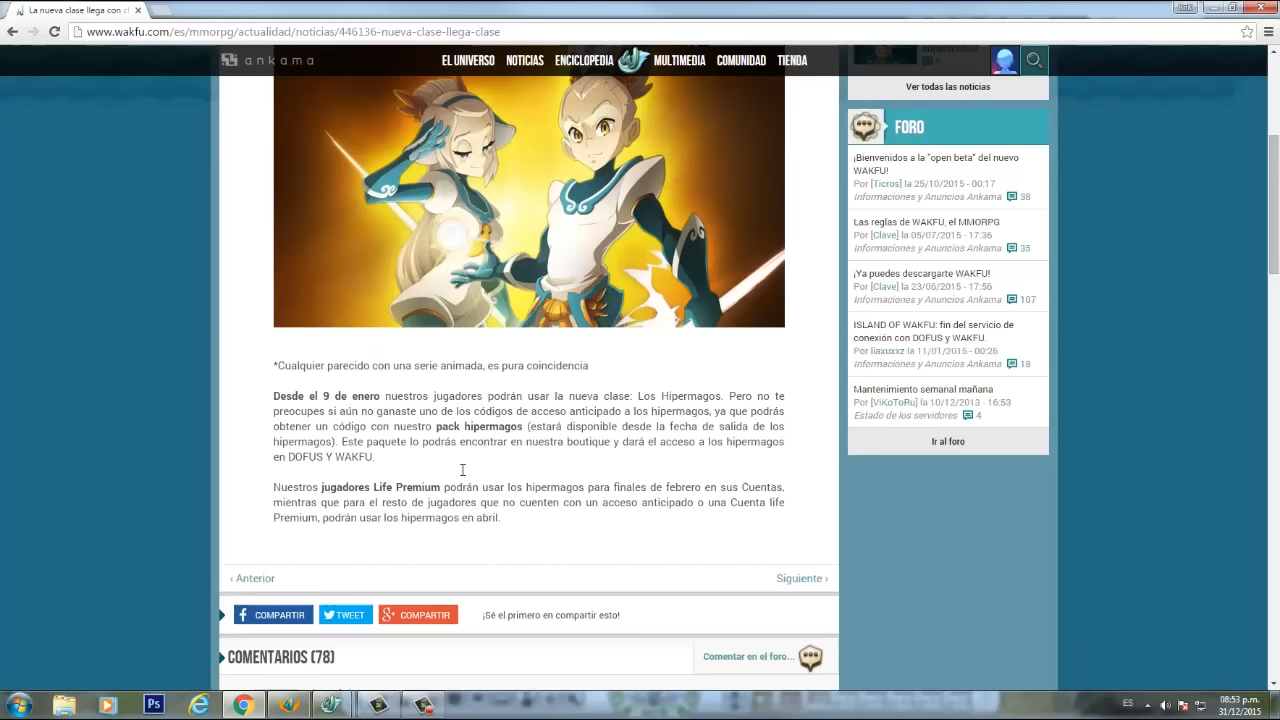 La nueva clase llega con cl
www.wakfu.com/es/mmorpg/actualidad/noticias/446136-nueva-clase-llega-clase
ankama
EL UNIVERSO NOTICIAS ENCICLOPEDIA MULTIMEDIA COMUNIDAD TIENDA
Ver todas las noticias
FORO
¡Bienvenidos a la "open beta" del nuevo
WAKFU!
Por [Ticros] la 25/10/2015 - 00:17
Informaciones y Anuncios Ankama 38
Las reglas de WAKFU, el MMORPG
Por [Clave] la 05/07/2015 - 17:36
Informaciones y Anuncios Ankama 35
¡Ya puedes descargarte WAKFU!
Por [Clave] la 23/06/2015 - 17:56
Informaciones y Anuncios Ankama 107
ISLAND OF WAKFU: fin del servicio de
conexión con DOFUS y WAKFU.
Por liaxuxxz la 11/01/2015 - 00:26
Informaciones y Anuncios Ankama 18
Mantenimiento semanal mañana
Por [ViKoToRu] la 10/12/2013 - 16:53
Estado de los servidores 4
Ir al foro
*Cualquier parecido con una serie animada, es pura coincidencia
Desde el 9 de enero nuestros jugadores podrán usar la nueva clase: Los Hipermagos. Pero no te
preocupes si aún no ganaste uno de los códigos de acceso anticipado a los hipermagos, ya que podrás
obtener un código con nuestro pack hipermagos (estará disponible desde la fecha de salida de los
hipermagos). Este paquete lo podrás encontrar en nuestra boutique y dará el acceso a los hipermagos
en DOFUS Y WAKFU.
Nuestros jugadores Life Premium podrán usar los hipermagos para finales de febrero en sus Cuentas,
mientras que para el resto de jugadores que no cuenten con un acceso anticipado o una Cuenta life
Premium, podrán usar los hipermagos en abril.
‹ Anterior Siguiente ›
COMPARTIR TWEET COMPARTIR ¡Sé el primero en compartir esto!
COMENTARIOS (78) Comentar en el foro...
ES 08:53 p.m.
31/12/2015